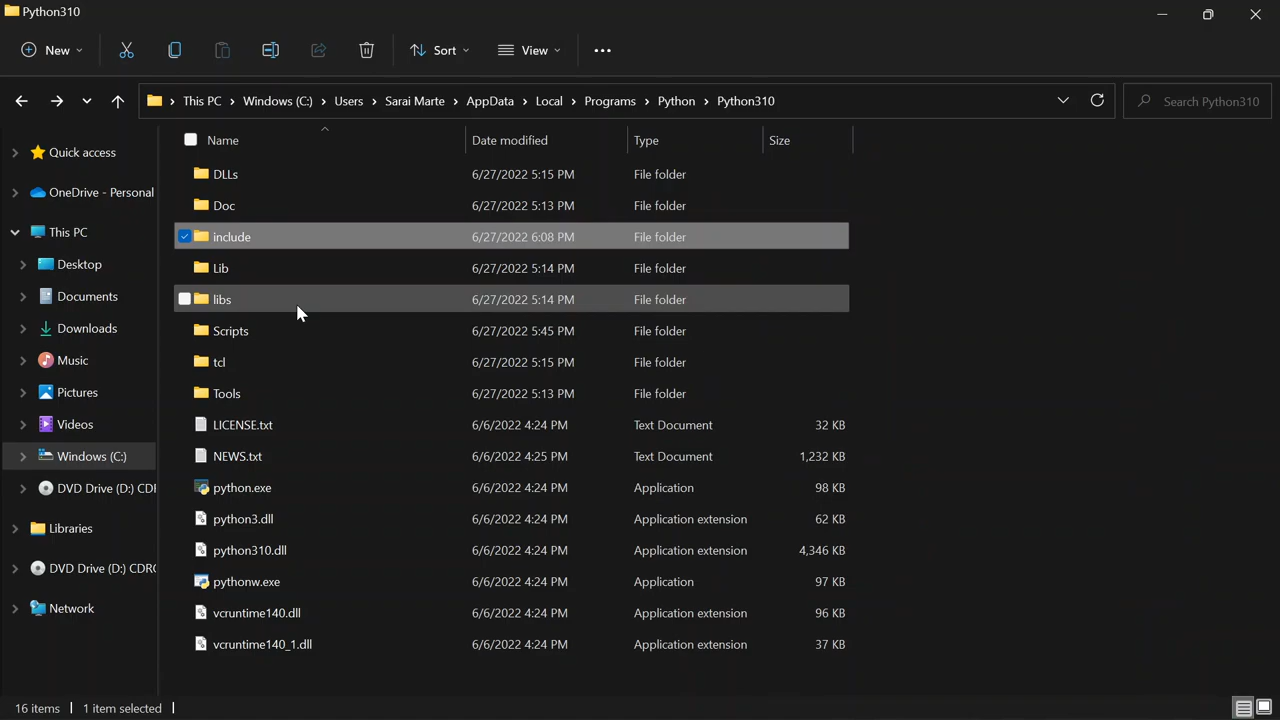 Python310
New
Sort
View
This PC > Windows (C:) > Users > Sarai Marte > AppData > Local > Programs > Python > Python310
Search Python310
Name Date modified Type Size
Quick access
OneDrive - Personal
This PC
Desktop
Documents
Downloads
Music
Pictures
Videos
Windows (C:)
DVD Drive (D:) CDR
Libraries
DVD Drive (D:) CDRO
Network
DLLs 6/27/2022 5:15 PM File folder
Doc 6/27/2022 5:13 PM File folder
include 6/27/2022 6:08 PM File folder
Lib 6/27/2022 5:14 PM File folder
libs 6/27/2022 5:14 PM File folder
Scripts 6/27/2022 5:45 PM File folder
tcl 6/27/2022 5:15 PM File folder
Tools 6/27/2022 5:13 PM File folder
LICENSE.txt 6/6/2022 4:24 PM Text Document 32 KB
NEWS.txt 6/6/2022 4:25 PM Text Document 1,232 KB
python.exe 6/6/2022 4:24 PM Application 98 KB
python3.dll 6/6/2022 4:24 PM Application extension 62 KB
python310.dll 6/6/2022 4:24 PM Application extension 4,346 KB
pythonw.exe 6/6/2022 4:24 PM Application 97 KB
vcruntime140.dll 6/6/2022 4:24 PM Application extension 96 KB
vcruntime140_1.dll 6/6/2022 4:24 PM Application extension 37 KB
16 items 1 item selected